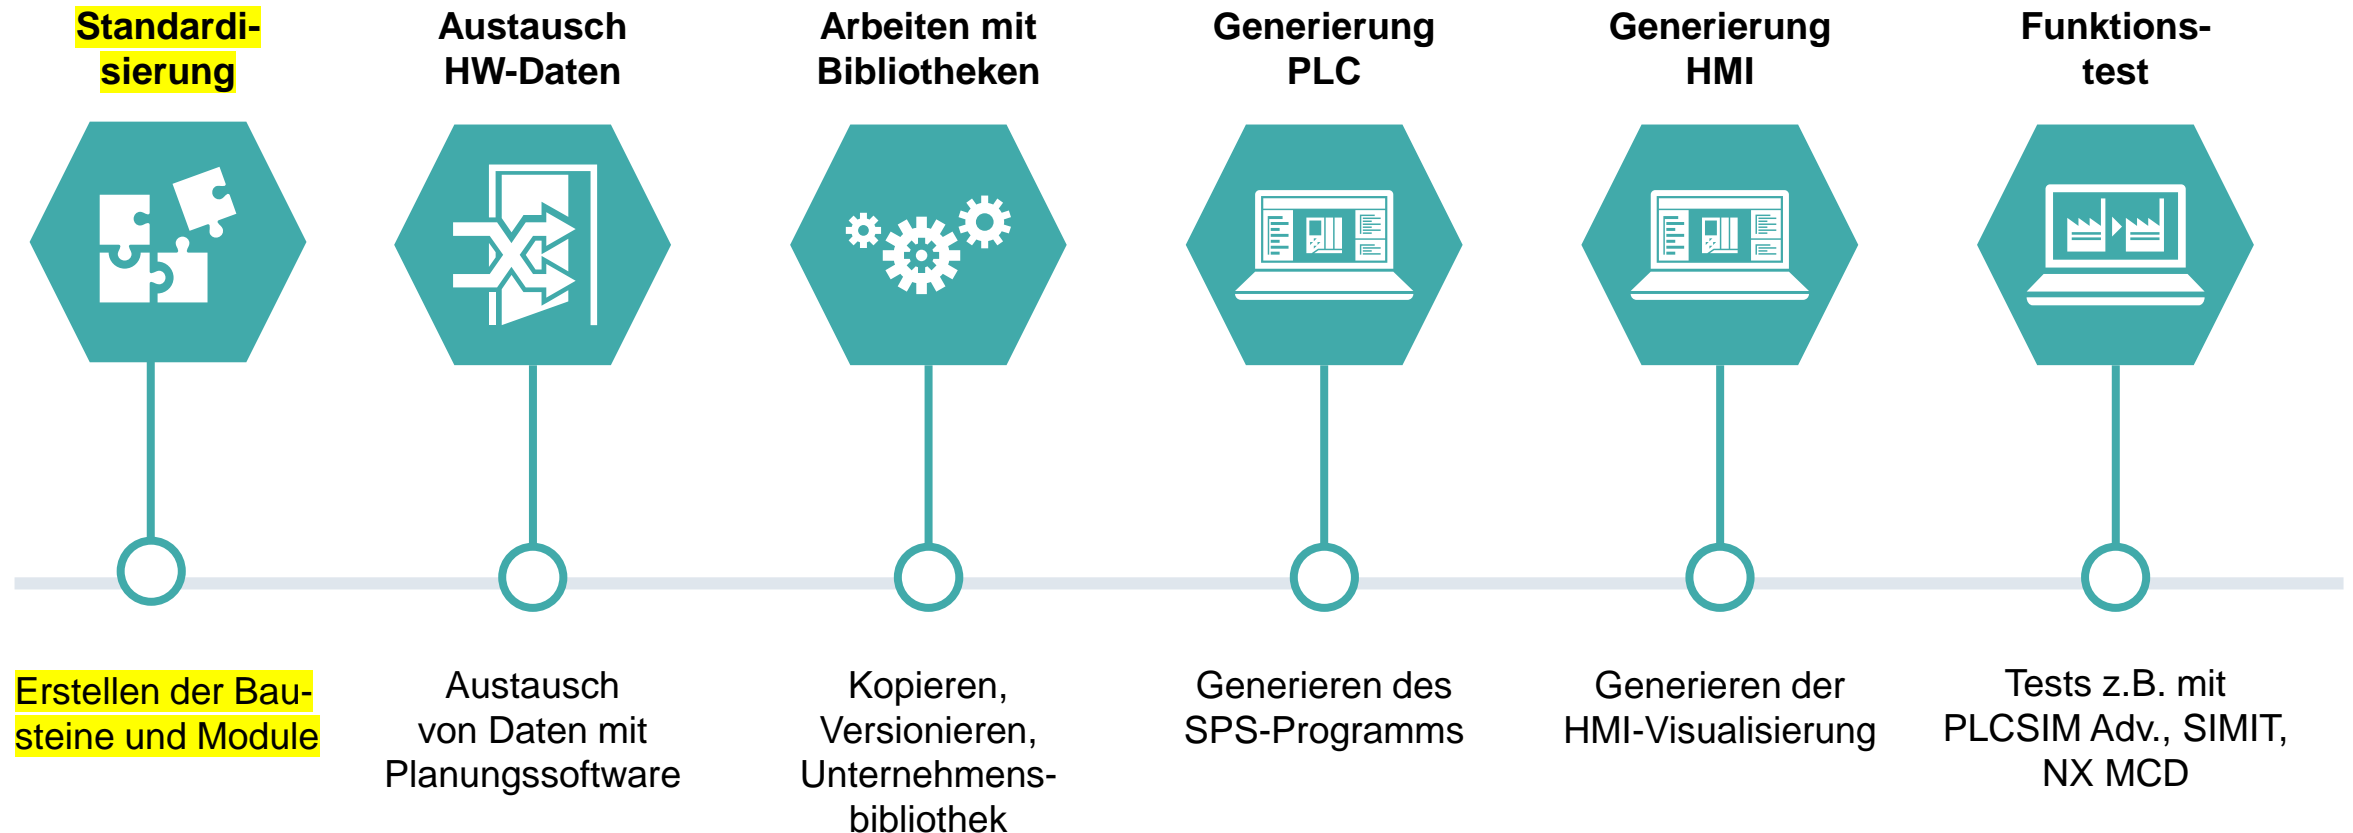 Standardi-
sierung
Austausch
HW-Daten
Arbeiten mit
Bibliotheken
Generierung
PLC
Generierung
HMI
Funktions-
test
Erstellen der Bau-
steine und Module
Austausch
von Daten mit
Planungssoftware
Kopieren,
Versionieren,
Unternehmens-
bibliothek
Generieren des
SPS-Programms
Generieren der
HMI-Visualisierung
Tests z.B. mit
PLCSIM Adv., SIMIT,
NX MCD